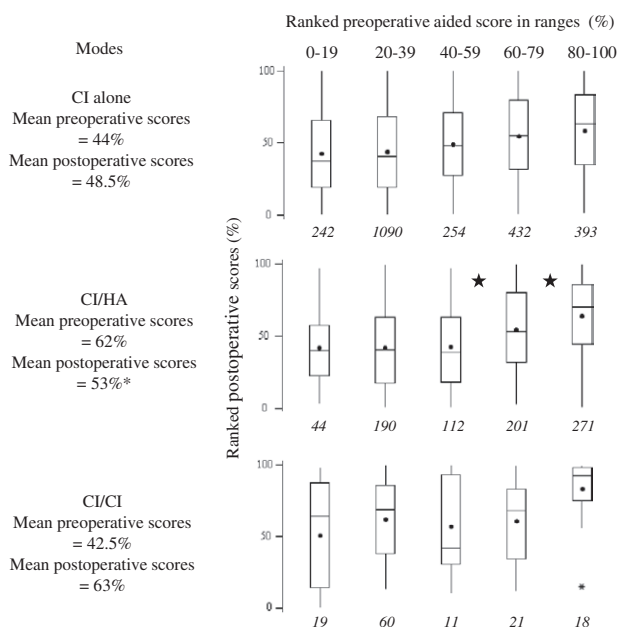 Ranked preoperative aided score in ranges (%)
Modes
0-19 20-39 40-59 60-79 80-100
Ranked postoperative scores (%)
CI alone
Mean preoperative scores
= 44%
Mean postoperative scores
= 48.5%
100
50
0
242 1090 254 432 393
CI/HA
Mean preoperative scores
= 62%
Mean postoperative scores
= 53%*
100
50
0
44 190 112 201 271
CI/CI
Mean preoperative scores
= 42.5%
Mean postoperative scores
= 63%
100
50
0
19 60 11 21 18